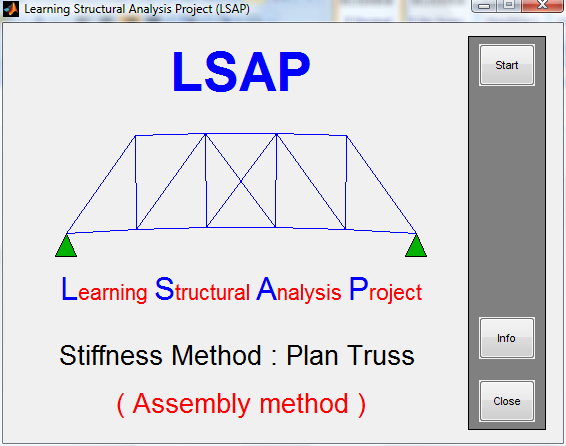 Learning Structural Analysis Project (LSAP)
LSAP
Start
Learning Structural Analysis Project
Info
Stiffness Method : Plan Truss
Close
( Assembly method )